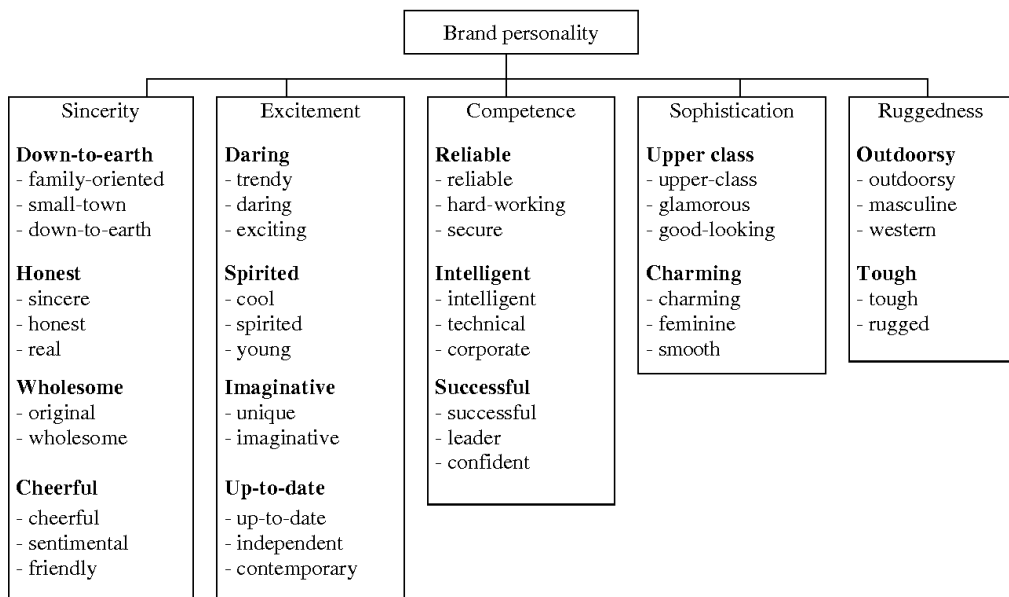 Brand personality
Sincerity
Down-to-earth
- family-oriented
- small-town
- down-to-earth
Honest
- sincere
- honest
- real
Wholesome
- original
- wholesome
Cheerful
- cheerful
- sentimental
- friendly
Excitement
Daring
- trendy
- daring
- exciting
Spirited
- cool
- spirited
- young
Imaginative
- unique
- imaginative
Up-to-date
- up-to-date
- independent
- contemporary
Competence
Reliable
- reliable
- hard-working
- secure
Intelligent
- intelligent
- technical
- corporate
Successful
- successful
- leader
- confident
Sophistication
Upper class
- upper-class
- glamorous
- good-looking
Charming
- charming
- feminine
- smooth
Ruggedness
Outdoorsy
- outdoorsy
- masculine
- western
Tough
- tough
- rugged